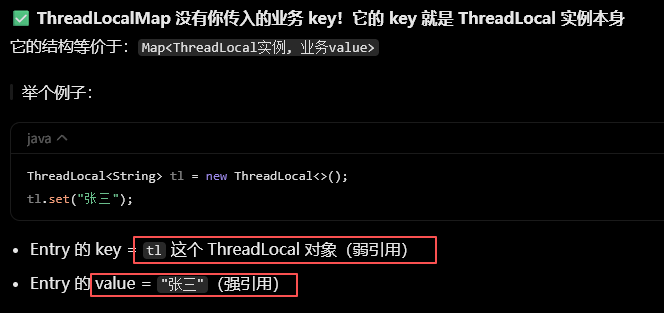 ✅ ThreadLocalMap 没有你传入的业务 key！它的 key 就是 ThreadLocal 实例本身
它的结构等价于：Map<ThreadLocal实例, 业务value>
举个例子：
java
ThreadLocal<String> tl = new ThreadLocal<>();
tl.set("张三");
• Entry 的 key = tl 这个 ThreadLocal 对象（弱引用）
• Entry 的 value = "张三"（强引用）